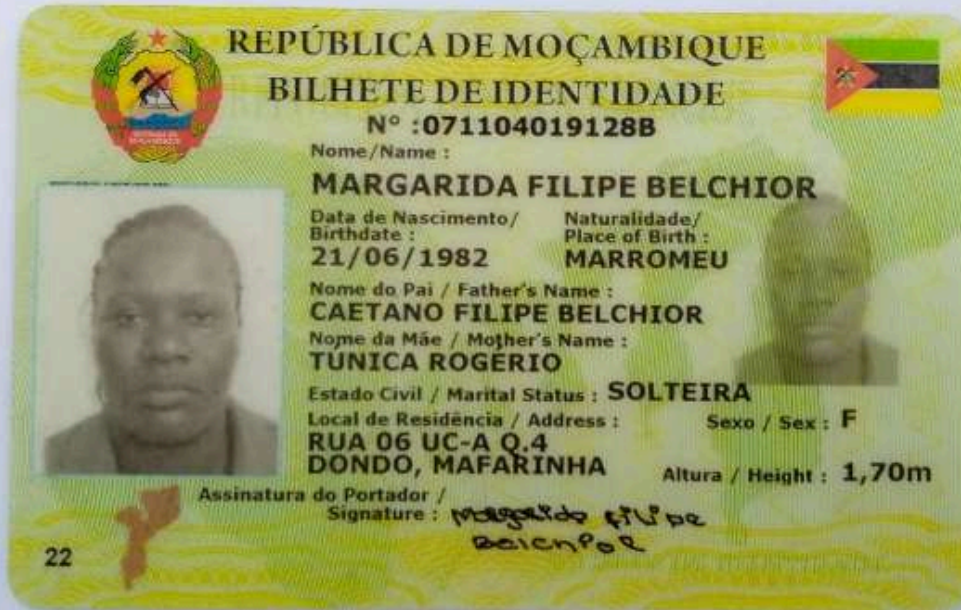 REPÚBLICA DE MOÇAMBIQUE
BILHETE DE IDENTIDADE
Nº :071104019128B
Nome/Name :
MARGARIDA FILIPE BELCHIOR
Data de Nascimento/ Naturalidade/
Birthdate : Place of Birth :
21/06/1982 MARROMEU
Nome do Pai / Father's Name :
CAETANO FILIPE BELCHIOR
Nome da Mãe / Mother's Name :
TUNICA ROGÉRIO
Estado Civil / Marital Status : SOLTEIRA
Local de Residência / Address : Sexo / Sex : F
RUA 06 UC-A Q.4
DONDO, MAFARINHA Altura / Height : 1,70m
Assinatura do Portador /
Signature : Margarida Filipe
22